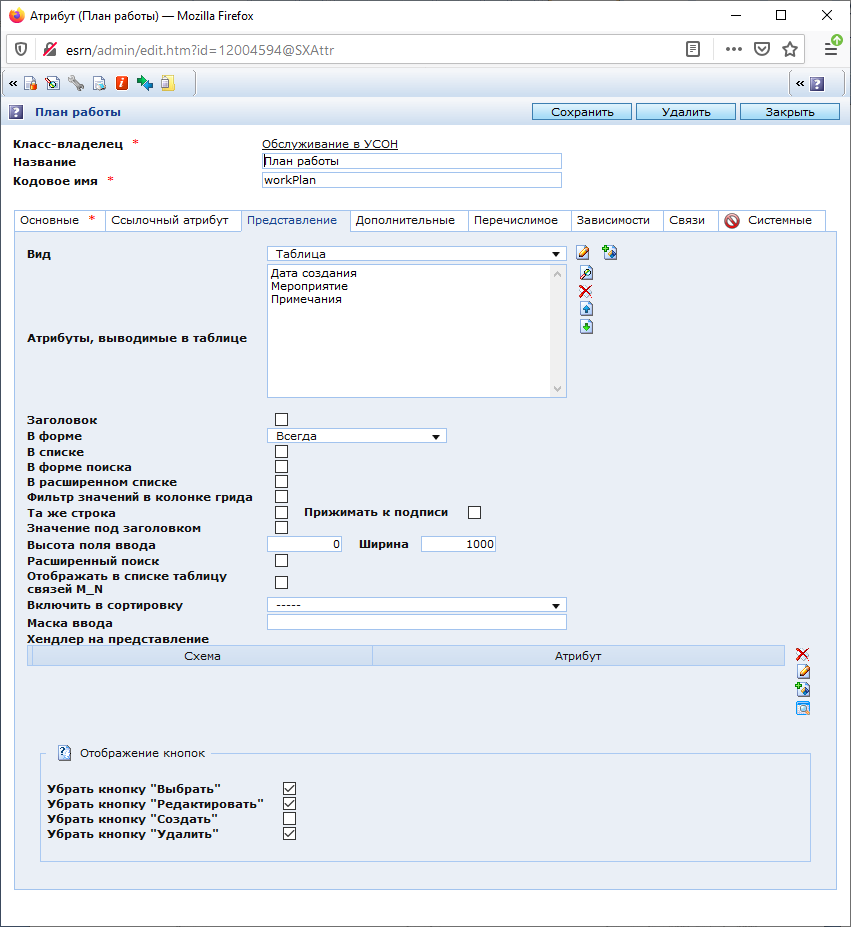 Атрибут (План работы) — Mozilla Firefox
esrn/admin/edit.htm?id=12004594@SXAttr
План работы
Сохранить Удалить Закрыть
Класс-владелец * Обслуживание в УСОН
Название План работы
Кодовое имя * workPlan
Основные * Ссылочный атрибут Представление Дополнительные Перечислимое Зависимости Связи Системные
Вид Таблица
Дата создания
Мероприятие
Примечания
Атрибуты, выводимые в таблице
Заголовок
В форме Всегда
В списке
В форме поиска
В расширенном списке
Фильтр значений в колонке грида
Та же строка Прижимать к подписи
Значение под заголовком
Высота поля ввода 0 Ширина 1000
Расширенный поиск
Отображать в списке таблицу
связей M_N
Включить в сортировку -----
Маска ввода
Хендлер на представление
Схема Атрибут
Отображение кнопок
Убрать кнопку "Выбрать"
Убрать кнопку "Редактировать"
Убрать кнопку "Создать"
Убрать кнопку "Удалить"